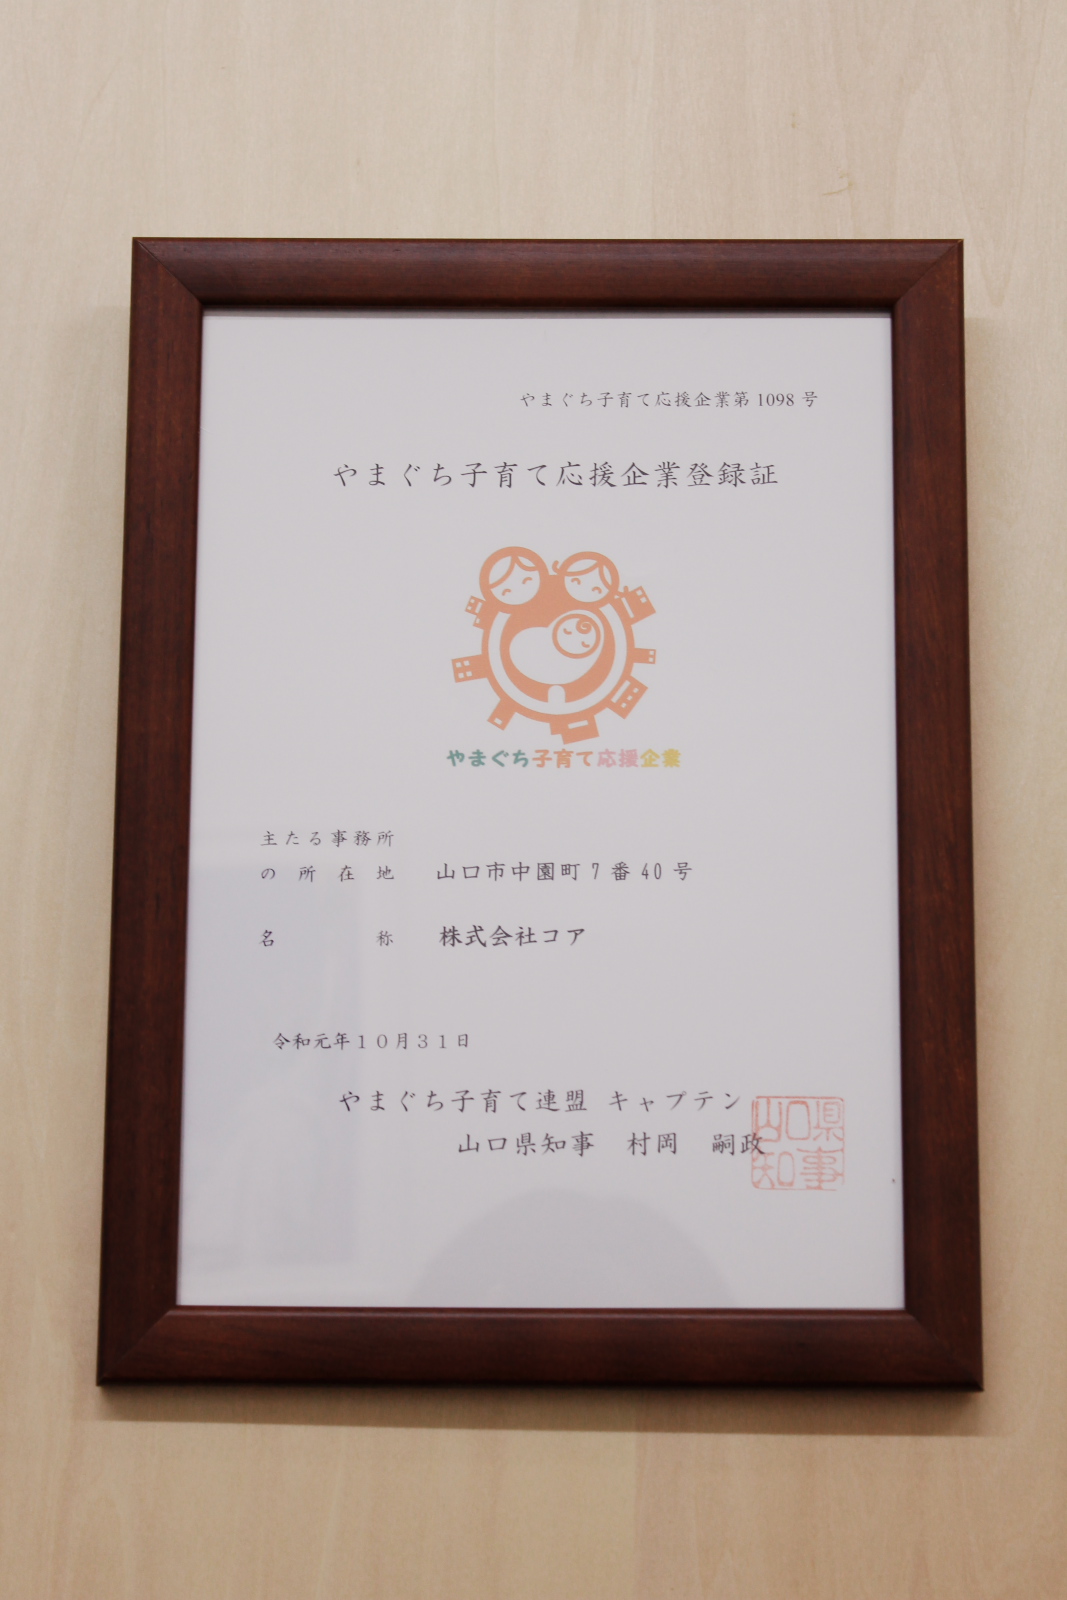 やまぐち子育て応援企業第1098号
やまぐち子育て応援企業登録証
やまぐち子育て応援企業
主たる事務所
の所在地 山口市中園町7番40号
名称 株式会社コア
令和元年10月31日
やまぐち子育て連盟 キャプテン
山口県知事 村岡 嗣政
山口県
知事